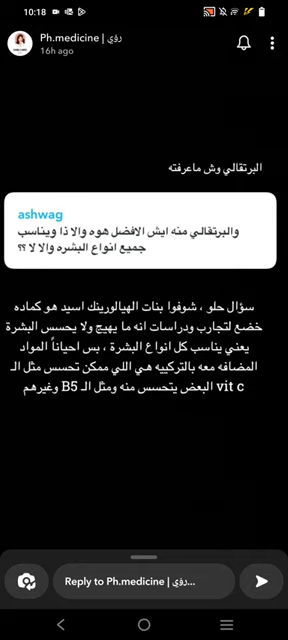 10:18
Ph.medicine | رؤي
16h ago
البرتقالي وش ماعرفته
ashwag
والبرتقالي منه ايش الافضل هوه والا ذا ويناسب
جميع انواع البشره والا لا ؟؟
سؤال حلو ، شوفوا بنات الهيالورينك اسيد هو كماده
خضع لتجارب ودراسات انه ما يهيج ولا يحسس البشرة
يعني يناسب كل انواع البشرة ، بس احياناً المواد
المضافه معه بالتركيبه هي اللي ممكن تحسس مثل الـ
vit c البعض يتحسس منه ومثل الـ B5 وغيرهم
Reply to Ph.medicine | رؤي...